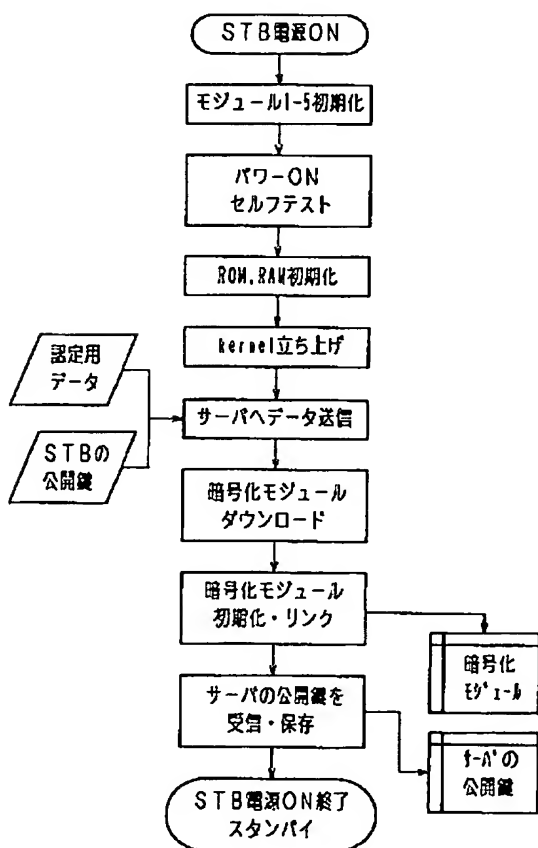 STB電源ON
モジュール1-5初期化
パワーON
セルフテスト
ROM,RAM初期化
kernel立ち上げ
認定用
データ
サーバへデータ送信
STBの
公開鍵
暗号化モジュール
ダウンロード
暗号化モジュール
初期化・リンク
暗号化
モジュール
サーバの公開鍵を
受信・保存
サーバの
公開鍵
STB電源ON終了
スタンバイ